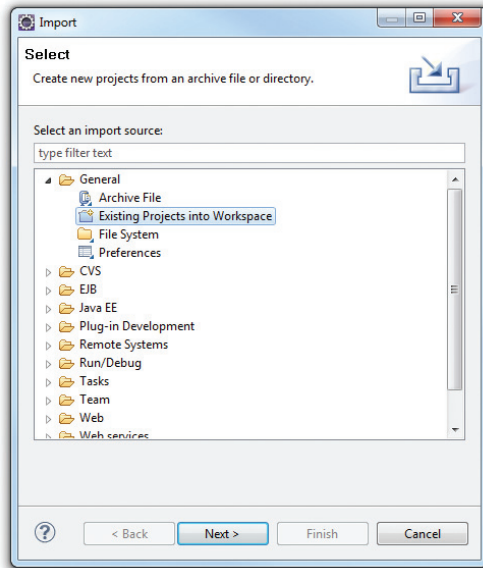 Import
Select
Create new projects from an archive file or directory.
Select an import source:
type filter text
General
Archive File
Existing Projects into Workspace
File System
Preferences
CVS
EJB
Java EE
Plug-in Development
Remote Systems
Run/Debug
Tasks
Team
Web
Web services
? < Back Next > Finish Cancel